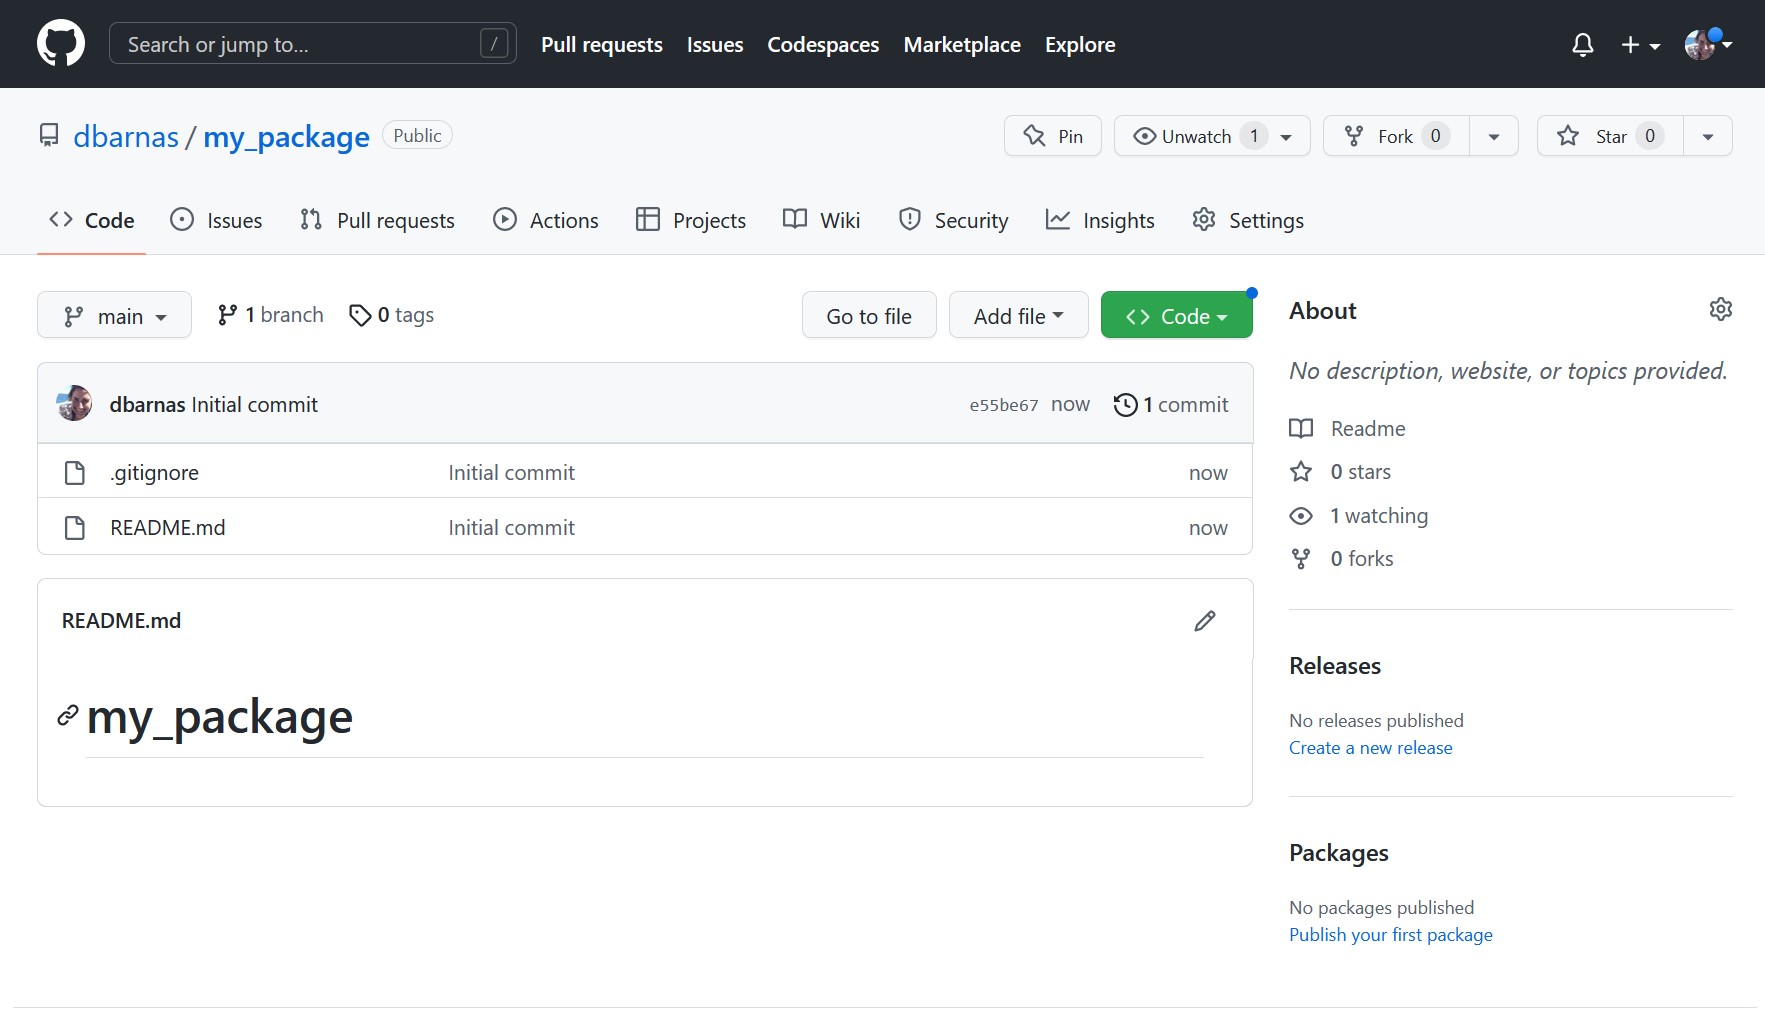 Search or jump to... /
Pull requests Issues Codespaces Marketplace Explore
dbarnas / my_package Public
Pin Unwatch 1 Fork 0 Star 0
Code Issues Pull requests Actions Projects Wiki Security Insights Settings
main 1 branch 0 tags Go to file Add file Code
dbarnas Initial commit e55be67 now 1 commit
.gitignore Initial commit now
README.md Initial commit now
README.md
my_package
About
No description, website, or topics provided.
Readme
0 stars
1 watching
0 forks
Releases
No releases published
Create a new release
Packages
No packages published
Publish your first package